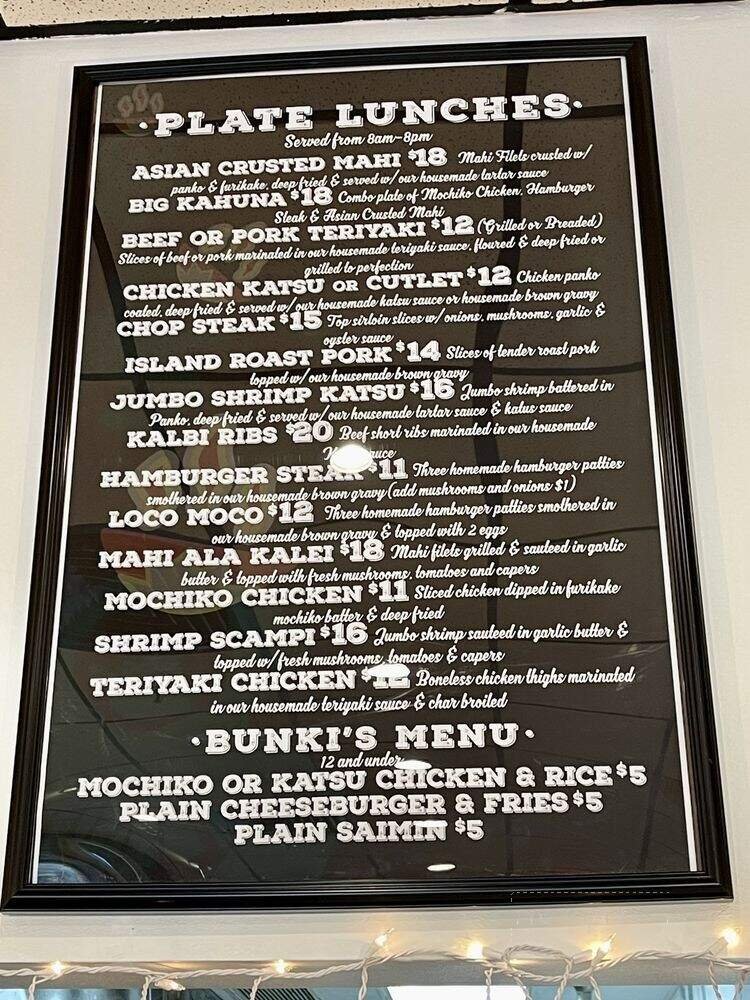 ·PLATE LUNCHES·
Served from 8am-8pm
ASIAN CRUSTED MAHI $18 Mahi Filets crusted w/
panko & furikake, deep fried & served w/our housemade tartar sauce
BIG KAHUNA $18 Combo plate of Mochiko Chicken, Hamburger
Steak & Asian Crusted Mahi
BEEF OR PORK TERIYAKI $12 (Grilled or Breaded)
Slices of beef or pork marinated in our housemade teriyaki sauce, floured & deep fried or
grilled to perfection
CHICKEN KATSU OR CUTLET $12 Chicken panko
coated, deep fried & served w/our housemade katsu sauce or housemade brown gravy
CHOP STEAK $15 Top sirloin slices w/onions, mushrooms, garlic &
oyster sauce
ISLAND ROAST PORK $14 Slices of tender roast pork
topped w/our housemade brown gravy
JUMBO SHRIMP KATSU $16 Jumbo shrimp battered in
Panko, deep fried & served w/our housemade tartar sauce & katus sauce
KALBI RIBS $20 Beef short ribs marinated in our housemade
sauce
HAMBURGER STEAK $11 Three homemade hamburger patties
smothered in our housemade brown gravy (add mushrooms and onions $1)
LOCO MOCO $12 Three homemade hamburger patties smothered in
our housemade brown gravy & topped with 2 eggs
MAHI ALA KALEI $18 Mahi filets grilled & sauteed in garlic
butter & topped with fresh mushrooms, tomatoes and capers
MOCHIKO CHICKEN $11 Sliced chicken dipped in furikake
mochiko batter & deep fried
SHRIMP SCAMPI $16 Jumbo shrimp sauteed in garlic butter &
topped w/fresh mushrooms, tomatoes & capers
TERIYAKI CHICKEN $12 Boneless chicken thighs marinated
in our housemade teriyaki sauce & char broiled
·BUNKI'S MENU·
12 and under
MOCHIKO OR KATSU CHICKEN & RICE $5
PLAIN CHEESEBURGER & FRIES $5
PLAIN SAIMIN $5